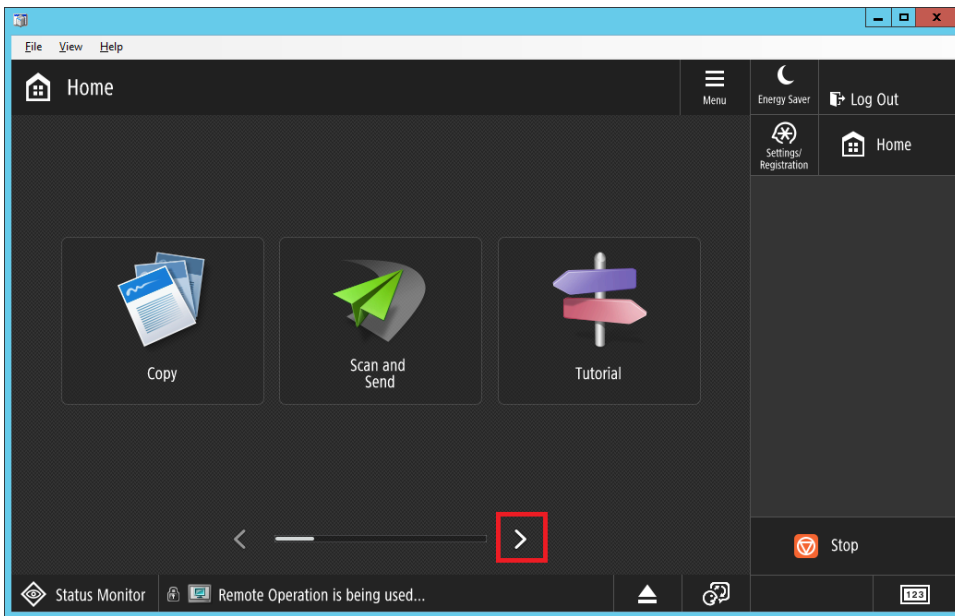 File View Help
Home
Menu
Energy Saver
Log Out
Settings/
Registration
Home
Copy
Scan and
Send
Tutorial
Stop
Status Monitor
Remote Operation is being used...
123